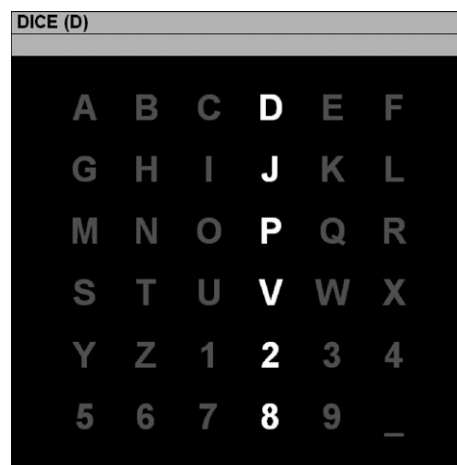 DICE (D)
A B C D E F
G H I J K L
M N O P Q R
S T U V W X
Y Z 1 2 3 4
5 6 7 8 9 _